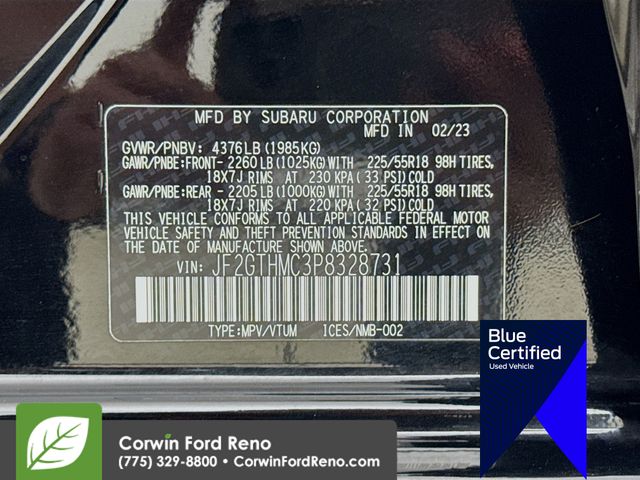 MFD BY SUBARU CORPORATION
MFD IN 02/23
GVWR/PNBV: 4376LB (1985KG)
GAWR/PNBE:FRONT- 2260LB (1025KG)WITH 225/55R18 98H TIRES,
18X7J RIMS AT 230 KPA ( 33 PSI)COLD
GAWR/PNBE:REAR - 2205LB (1000KG)WITH 225/55R18 98H TIRES,
18X7J RIMS AT 220 KPA ( 32 PSI)COLD
THIS VEHICLE CONFORMS TO ALL APPLICABLE FEDERAL MOTOR
VEHICLE SAFETY AND THEFT PREVENTION STANDARDS IN EFFECT ON
THE DATE OF MANUFACTURE SHOWN ABOVE.
VIN: JF2GTHMC3P8328731
TYPE:MPV/VTUM ICES/NMB-002
Blue
Certified
Used Vehicle
Corwin Ford Reno
(775) 329-8800 • CorwinFordReno.com